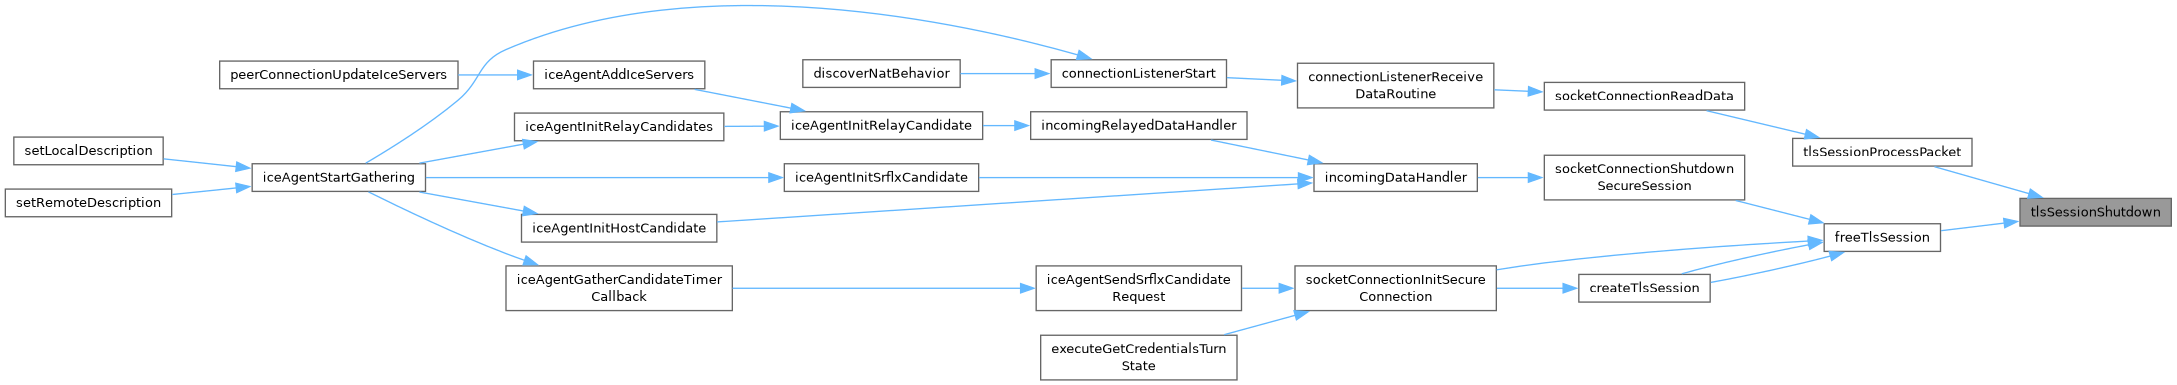 peerConnectionUpdateIceServers
iceAgentAddIceServers
discoverNatBehavior
connectionListenerStart
connectionListenerReceive
DataRoutine
socketConnectionReadData
iceAgentInitRelayCandidates
iceAgentInitRelayCandidate
incomingRelayedDataHandler
setLocalDescription
tlsSessionProcessPacket
iceAgentStartGathering
iceAgentInitSrflxCandidate
incomingDataHandler
socketConnectionShutdown
SecureSession
setRemoteDescription
tlsSessionShutdown
iceAgentInitHostCandidate
freeTlsSession
iceAgentGatherCandidateTimer
Callback
iceAgentSendSrflxCandidate
Request
socketConnectionInitSecure
Connection
createTlsSession
executeGetCredentialsTurn
State